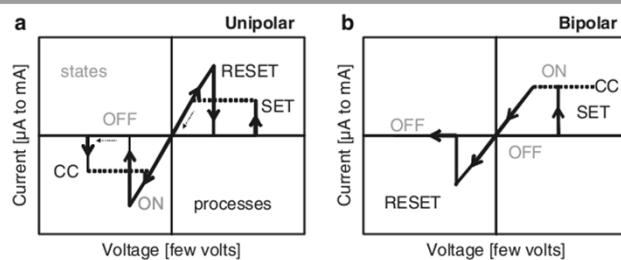 a
Unipolar
states
RESET
SET
OFF
CC
ON
processes
Current [µA to mA]
Voltage [few volts]
b
Bipolar
ON
CC
SET
OFF
OFF
RESET
Current [µA to mA]
Voltage [few volts]